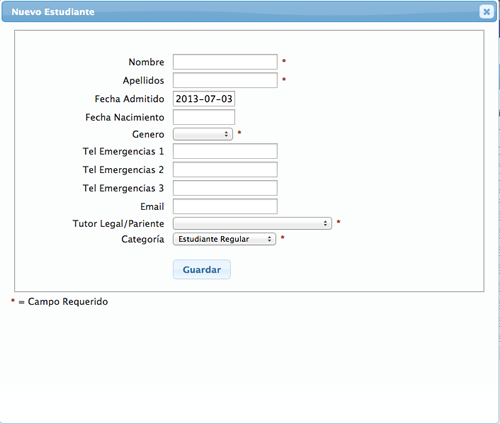 Nuevo Estudiante
Nombre *
Apellidos *
Fecha Admitido 2013-07-03
Fecha Nacimiento
Genero *
Tel Emergencias 1
Tel Emergencias 2
Tel Emergencias 3
Email
Tutor Legal/Pariente *
Categoría Estudiante Regular *
Guardar
* = Campo Requerido